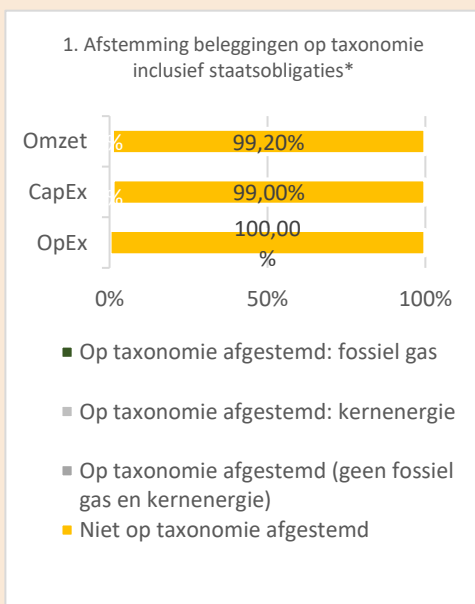 1. Afstemming beleggingen op taxonomie
inclusief staatsobligaties*
Omzet
% 99,20%
CapEx
% 99,00%
OpEx
100,00
%
0% 50% 100%
Op taxonomie afgestemd: fossiel gas
Op taxonomie afgestemd: kernenergie
Op taxonomie afgestemd (geen fossiel
gas en kernenergie)
Niet op taxonomie afgestemd